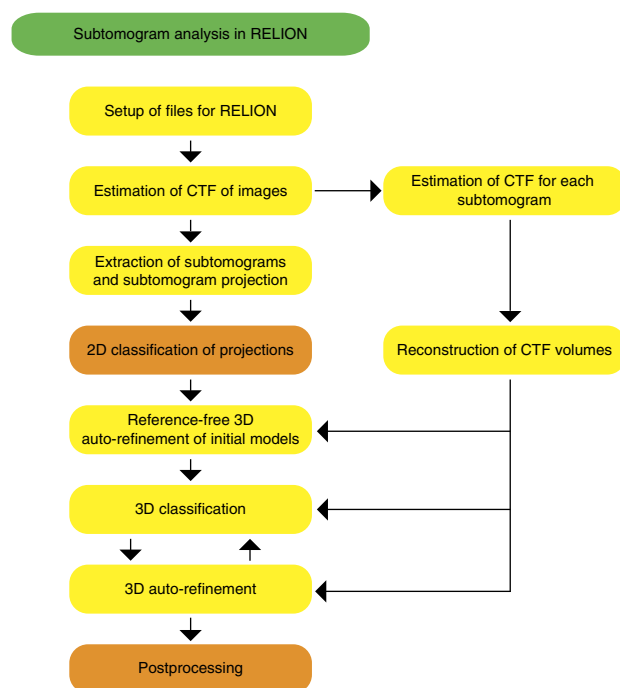 Subtomogram analysis in RELION
Setup of files for RELION
Estimation of CTF of images
Estimation of CTF for each
subtomogram
Extraction of subtomograms
and subtomogram projection
2D classification of projections
Reconstruction of CTF volumes
Reference-free 3D
auto-refinement of initial models
3D classification
3D auto-refinement
Postprocessing